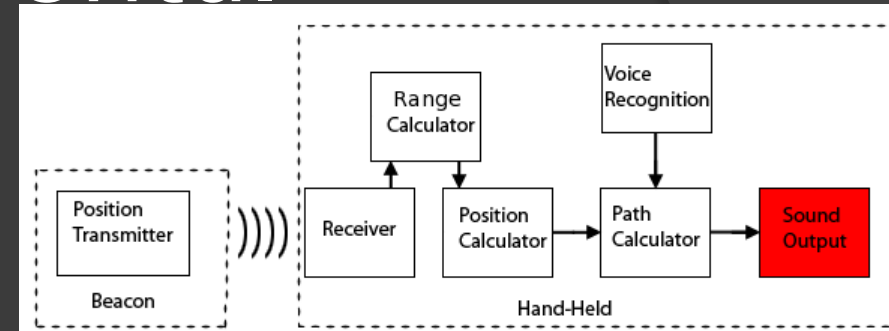 Voice
Recognition
Range
Calculator
Position
Transmitter
Receiver
Position
Calculator
Path
Calculator
Sound
Output
Beacon
Hand-Held